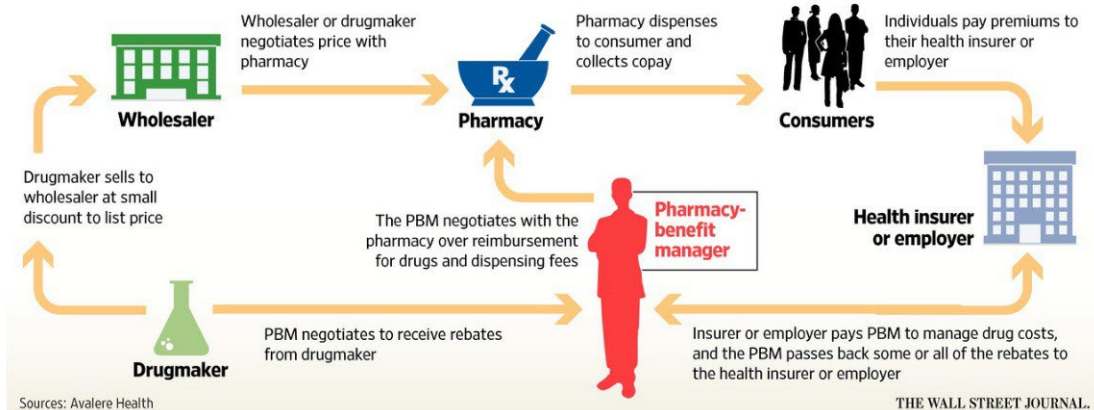 Wholesaler or drugmaker
negotiates price with
pharmacy
Pharmacy dispenses
to consumer and
collects copay
Individuals pay premiums to
their health insurer or
employer
Rx
Wholesaler
Pharmacy
Consumers
Drugmaker sells to
wholesaler at small
discount to list price
The PBM negotiates with the
pharmacy over reimbursement
for drugs and dispensing fees
Pharmacy-
benefit
manager
Health insurer
or employer
PBM negotiates to receive rebates
from drugmaker
Drugmaker
Insurer or employer pays PBM to manage drug costs,
and the PBM passes back some or all of the rebates to
the health insurer or employer
Sources: Avalere Health
THE WALL STREET JOURNAL.